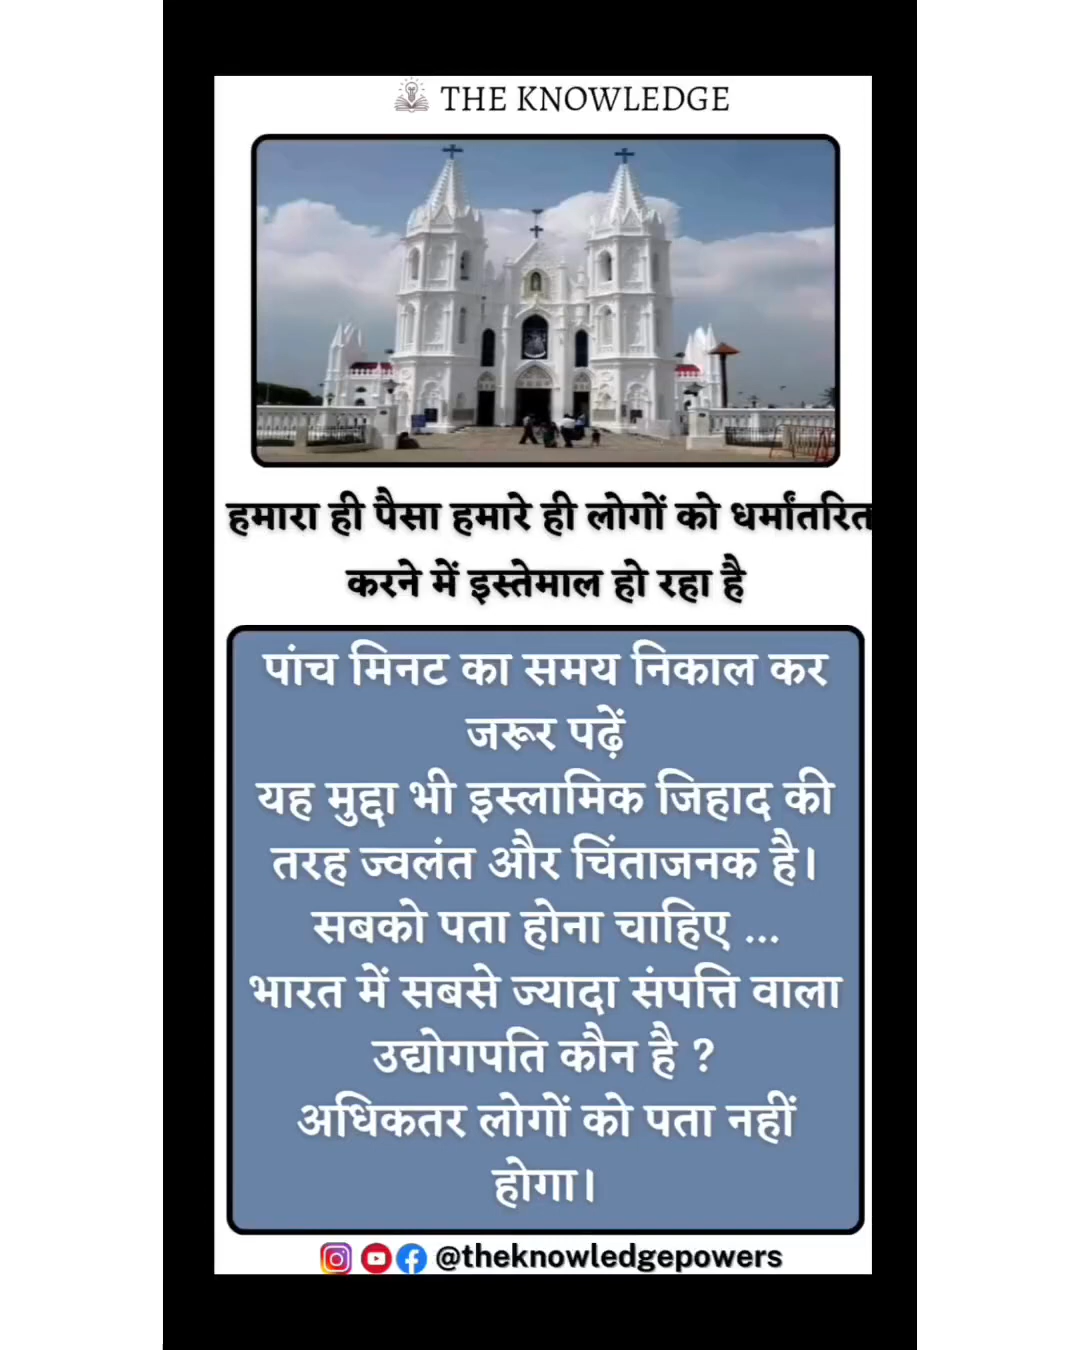 THE KNOWLEDGE
हमारा ही पैसा हमारे ही लोगों को धर्मांतरित
करने में इस्तेमाल हो रहा है
पांच मिनट का समय निकाल कर
जरूर पढ़ें
यह मुद्दा भी इस्लामिक जिहाद की
तरह ज्वलंत और चिंताजनक है।
सबको पता होना चाहिए ...
भारत में सबसे ज्यादा संपत्ति वाला
उद्योगपति कौन है ?
अधिकतर लोगों को पता नहीं
होगा।
@theknowledgepowers